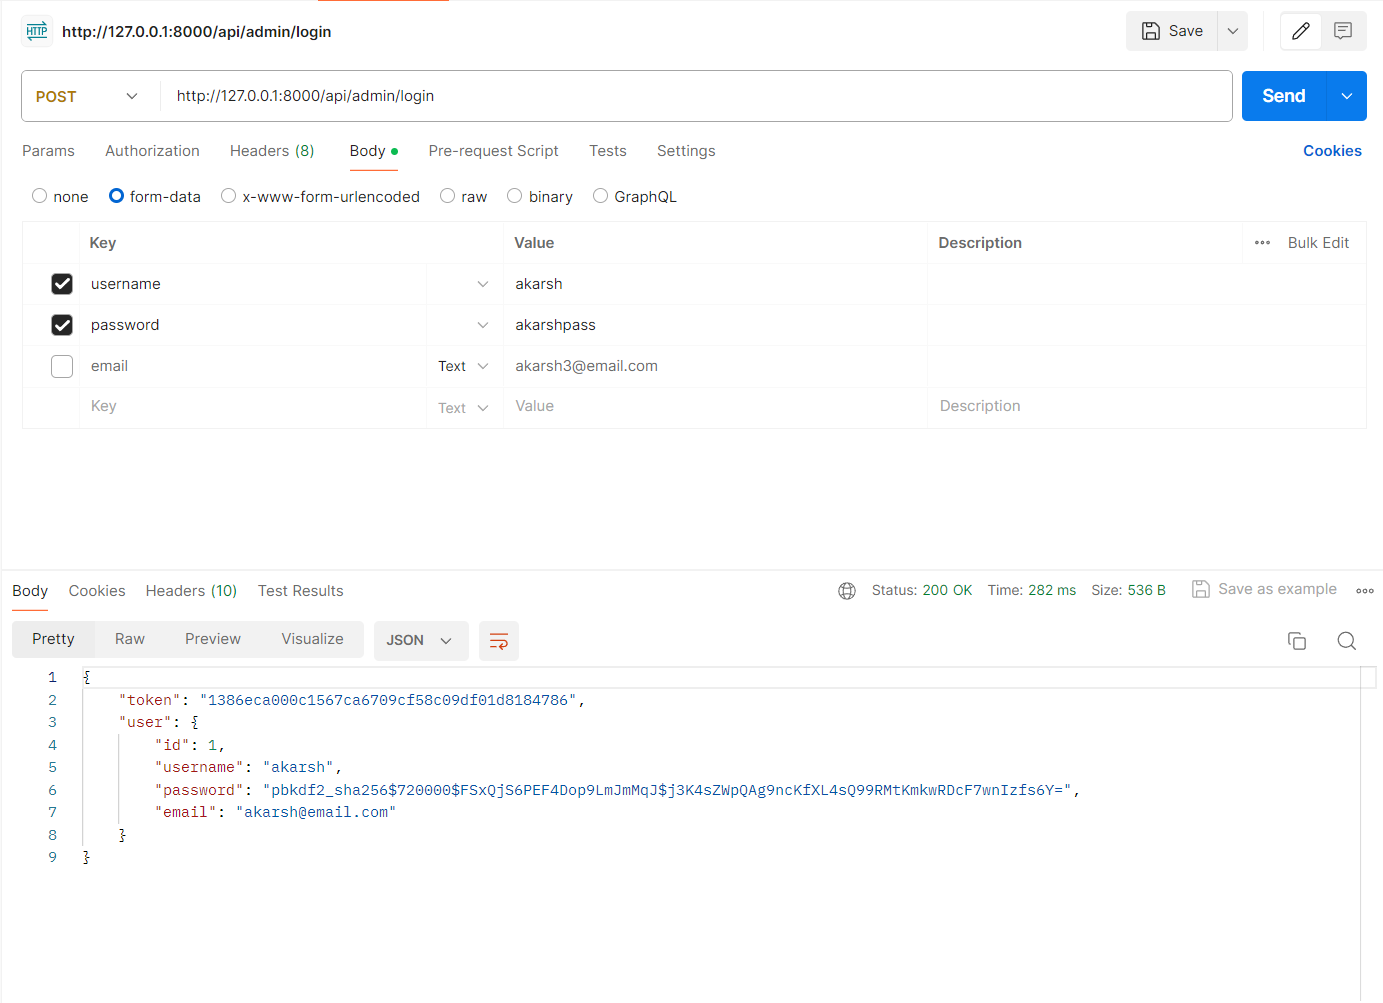 HTTP http://127.0.0.1:8000/api/admin/login Save
POST http://127.0.0.1:8000/api/admin/login Send
Params Authorization Headers (8) Body Pre-request Script Tests Settings Cookies
none form-data x-www-form-urlencoded raw binary GraphQL
Key Value Description Bulk Edit
username akarsh
password akarshpass
email Text akarsh3@email.com
Key Text Value Description
Body Cookies Headers (10) Test Results Status: 200 OK Time: 282 ms Size: 536 B Save as example
Pretty Raw Preview Visualize JSON
1 {
2 "token": "1386eca000c1567ca6709cf58c09df01d8184786",
3 "user": {
4 "id": 1,
5 "username": "akarsh",
6 "password": "pbkdf2_sha256$720000$FSxQjS6PEF4Dop9LmJmMqJ$j3K4sZWpQAg9ncKfXL4sQ99RMtKmkwRDcF7wnIzfs6Y=",
7 "email": "akarsh@email.com"
8 }
9 }